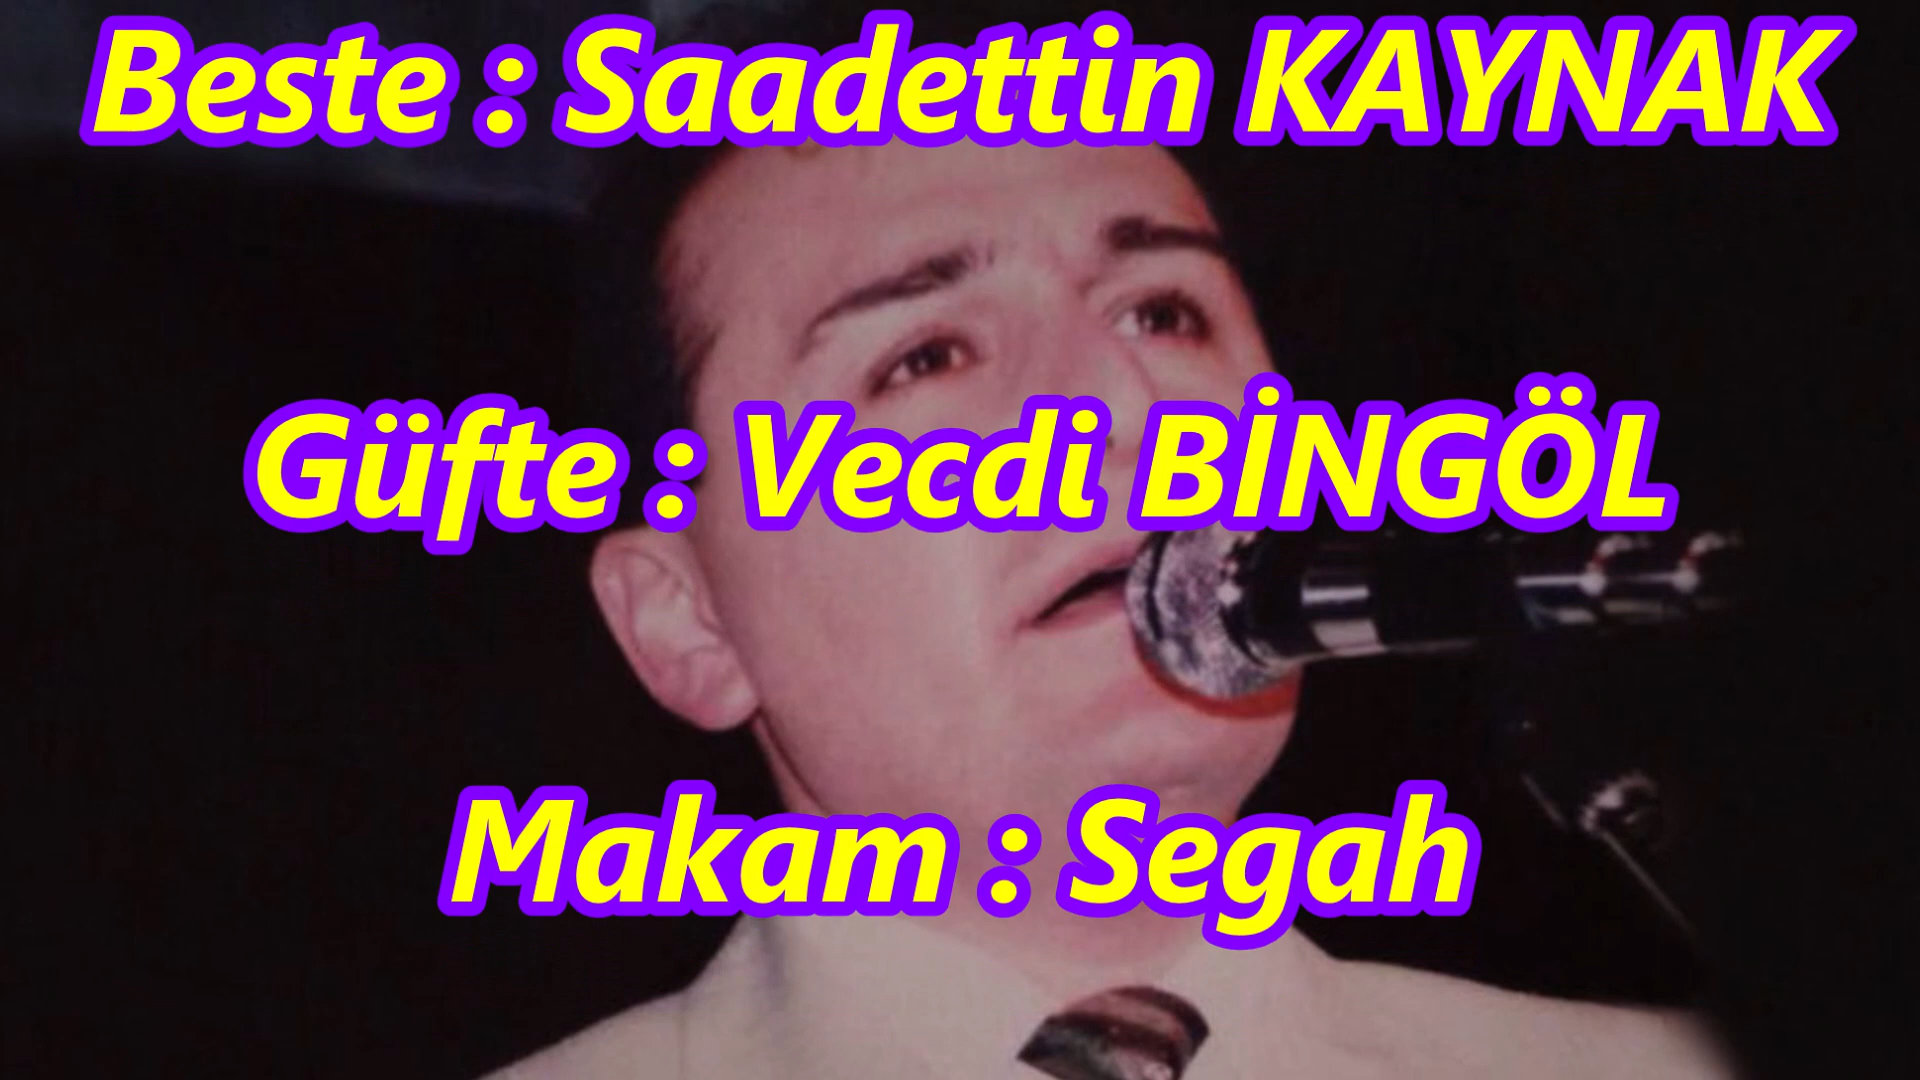 Beste : Saadettin KAYNAK
Güfte : Vecdi BİNGÖL
Makam : Segah